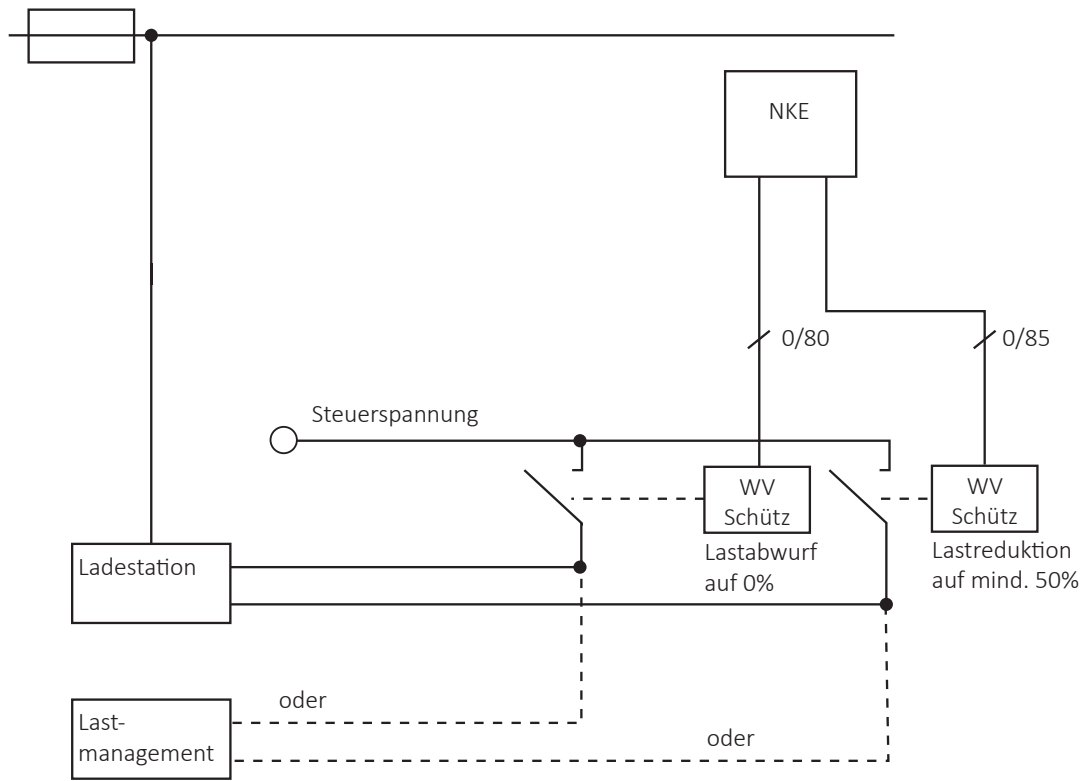 NKE
0/80
0/85
Steuerspannung
WV
Schütz
WV
Schütz
Lastabwurf
auf 0%
Lastreduktion
auf mind. 50%
Ladestation
oder
Last-
management
oder